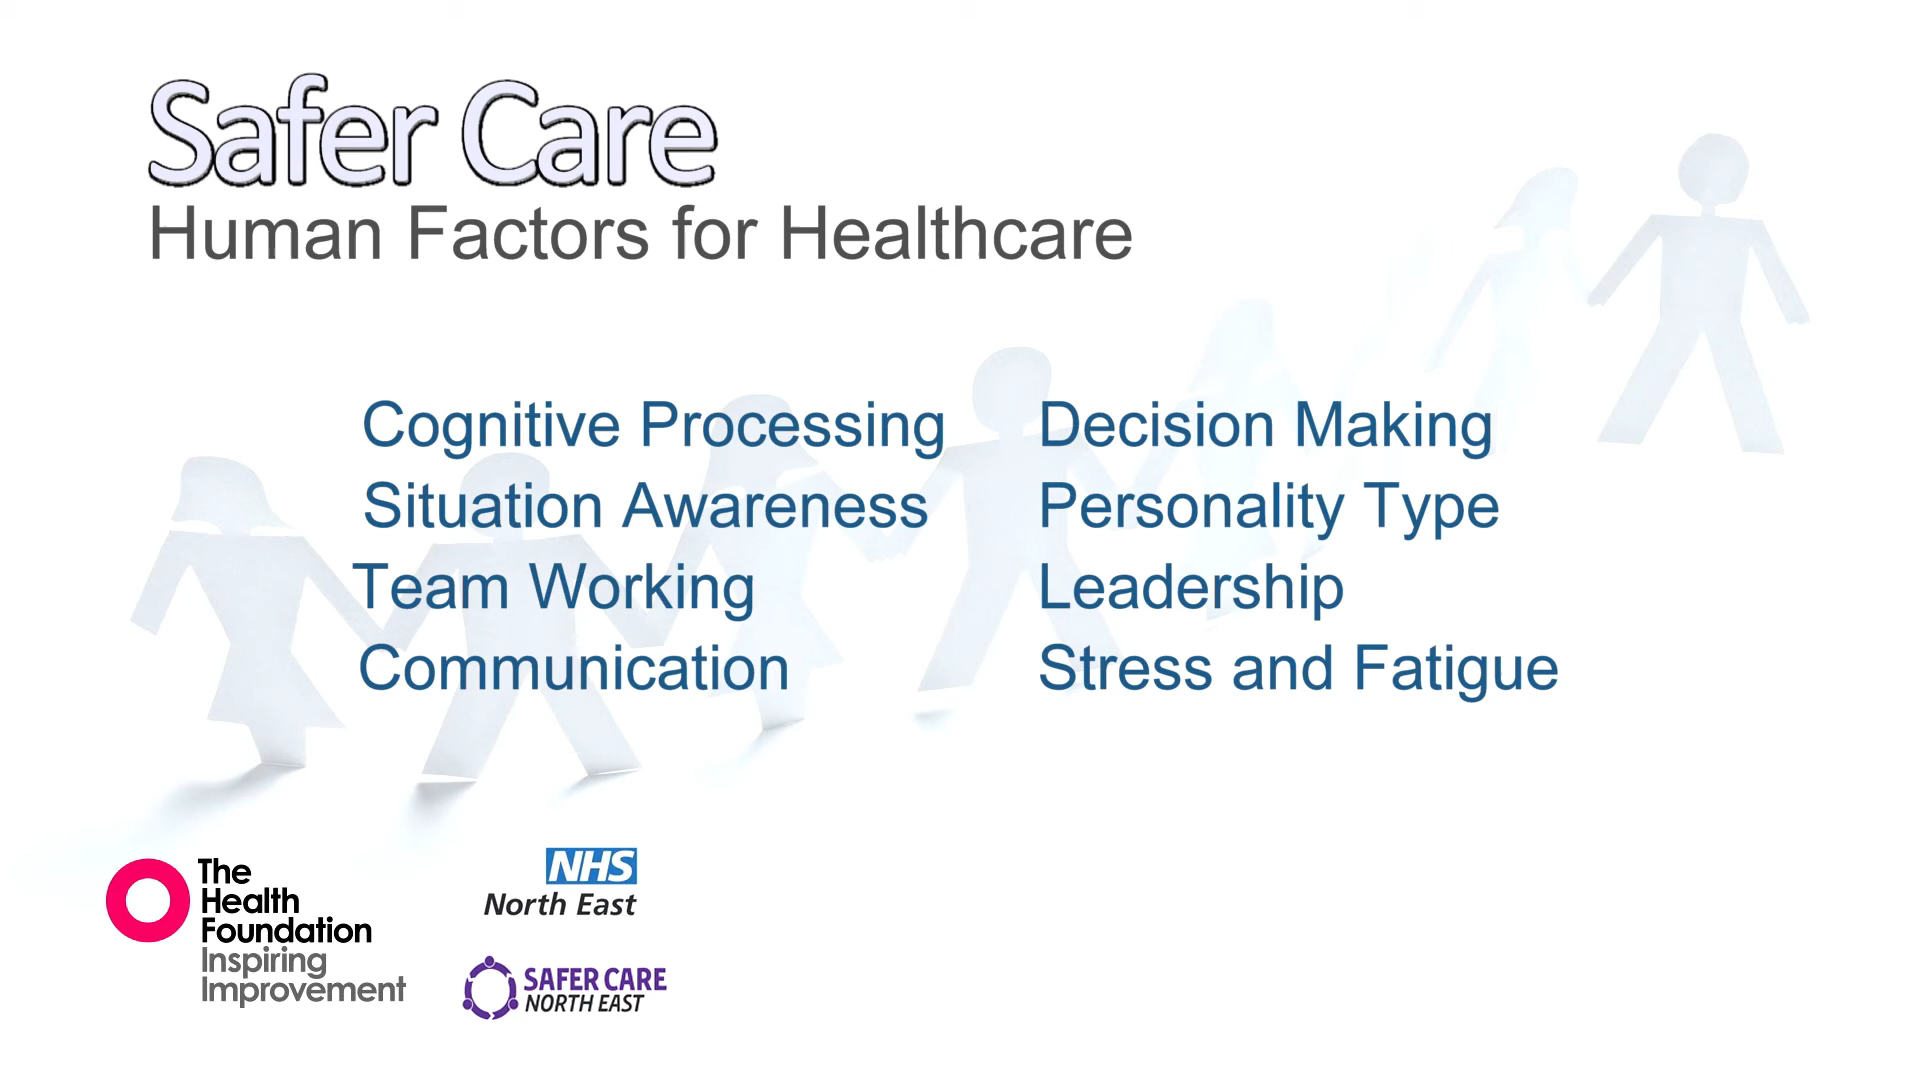 Safer Care
Human Factors for Healthcare
Cognitive Processing
Situation Awareness
Team Working
Communication
Decision Making
Personality Type
Leadership
Stress and Fatigue
The
Health
Foundation
Inspiring
Improvement
NHS
North East
SAFER CARE
NORTH EAST